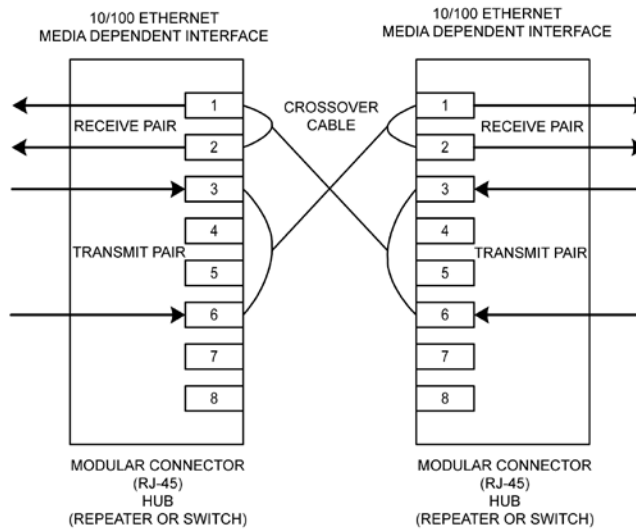 10/100 ETHERNET
MEDIA DEPENDENT INTERFACE
10/100 ETHERNET
MEDIA DEPENDENT INTERFACE
1
RECEIVE PAIR
2
3
4
TRANSMIT PAIR
5
6
7
8
CROSSOVER
CABLE
1
RECEIVE PAIR
2
3
4
TRANSMIT PAIR
5
6
7
8
MODULAR CONNECTOR
(RJ-45)
HUB
(REPEATER OR SWITCH)
MODULAR CONNECTOR
(RJ-45)
HUB
(REPEATER OR SWITCH)